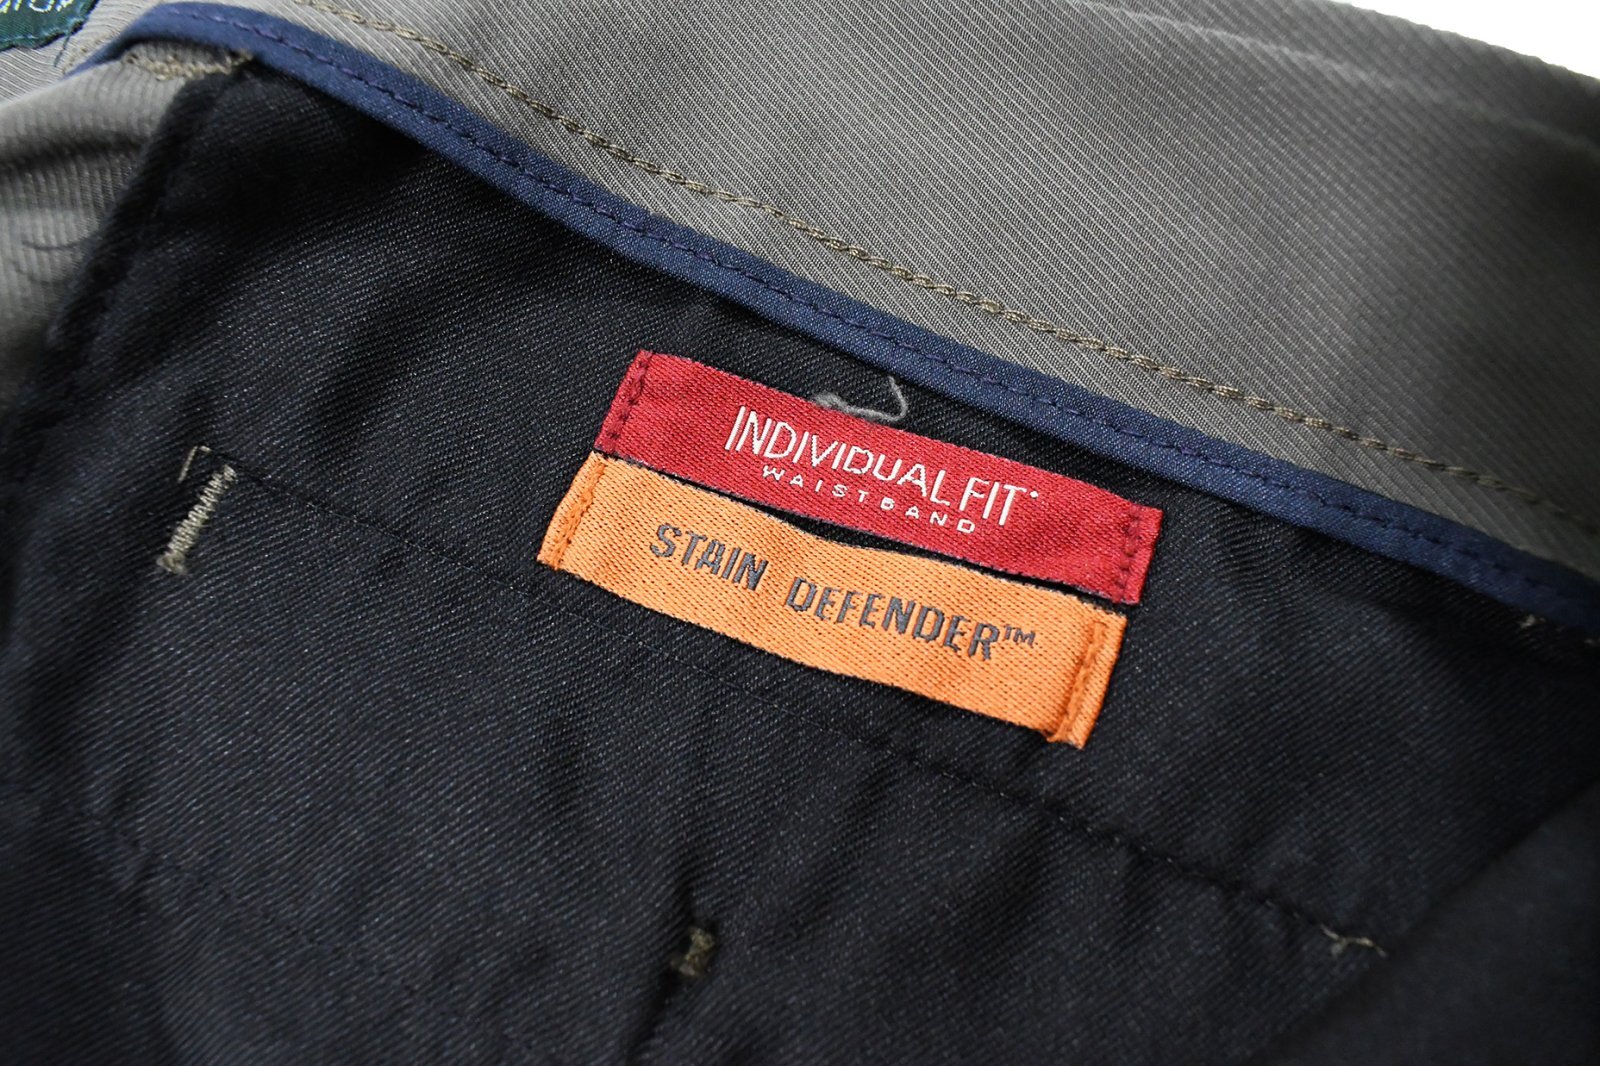 INDIVIDUAL FIT
WAISTBAND
STAIN DEFENDER™